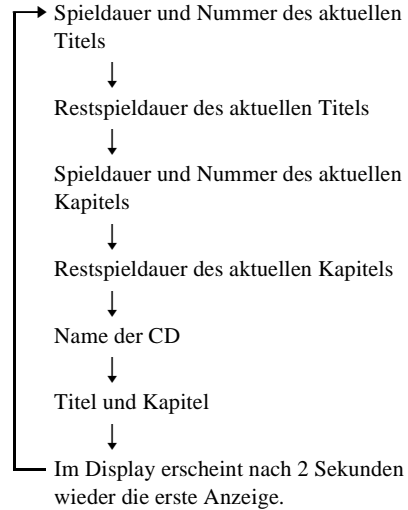 Spieldauer und Nummer des aktuellen
Titels
Restspieldauer des aktuellen Titels
Spieldauer und Nummer des aktuellen
Kapitels
Restspieldauer des aktuellen Kapitels
Name der CD
Titel und Kapitel
Im Display erscheint nach 2 Sekunden
wieder die erste Anzeige.